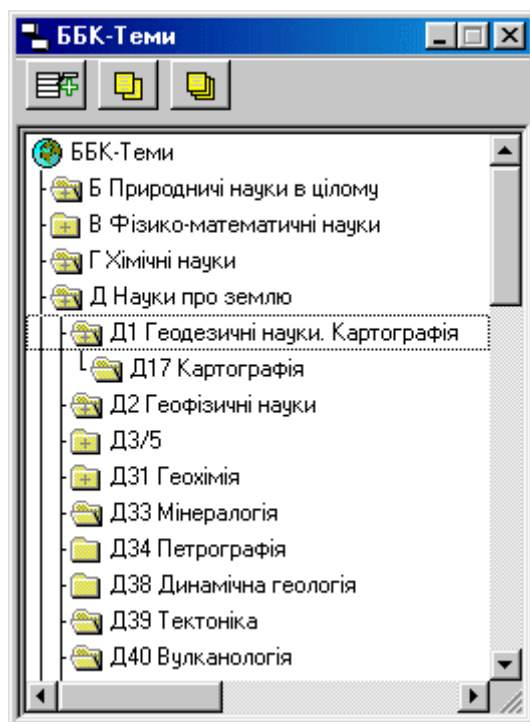 ББК-Теми
ББК-Теми
Б Природничі науки в цілому
В Фізико-математичні науки
Г Хімічні науки
Д Науки про землю
Д1 Геодезичні науки. Картографія
Д17 Картографія
Д2 Геофізичні науки
Д3/5
Д31 Геохімія
Д33 Мінералогія
Д34 Петрографія
Д38 Динамічна геологія
Д39 Тектоніка
Д40 Вулканологія